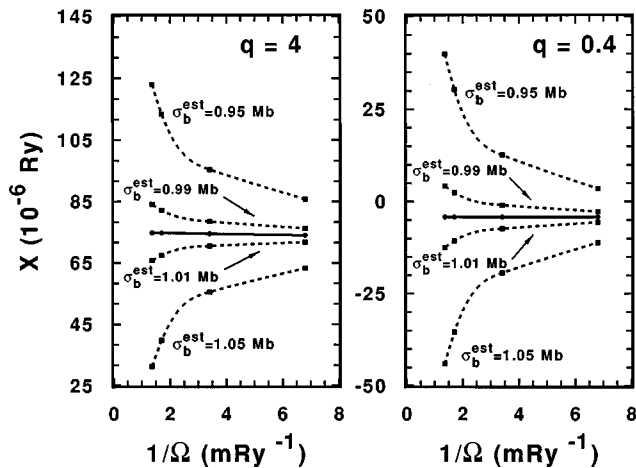 q = 4
q = 0.4
X (10⁻⁶ Ry)
145
125
105
85
65
45
25
σ_b^est=0.95 Mb
σ_b^est=0.99 Mb
σ_b^est=1.01 Mb
σ_b^est=1.05 Mb
0 2 4 6 8
1/Ω (mRy ⁻¹)
50
25
0
-25
-50
σ_b^est=0.95 Mb
σ_b^est=0.99 Mb
σ_b^est=1.01 Mb
σ_b^est=1.05 Mb
0 2 4 6 8
1/Ω (mRy ⁻¹)